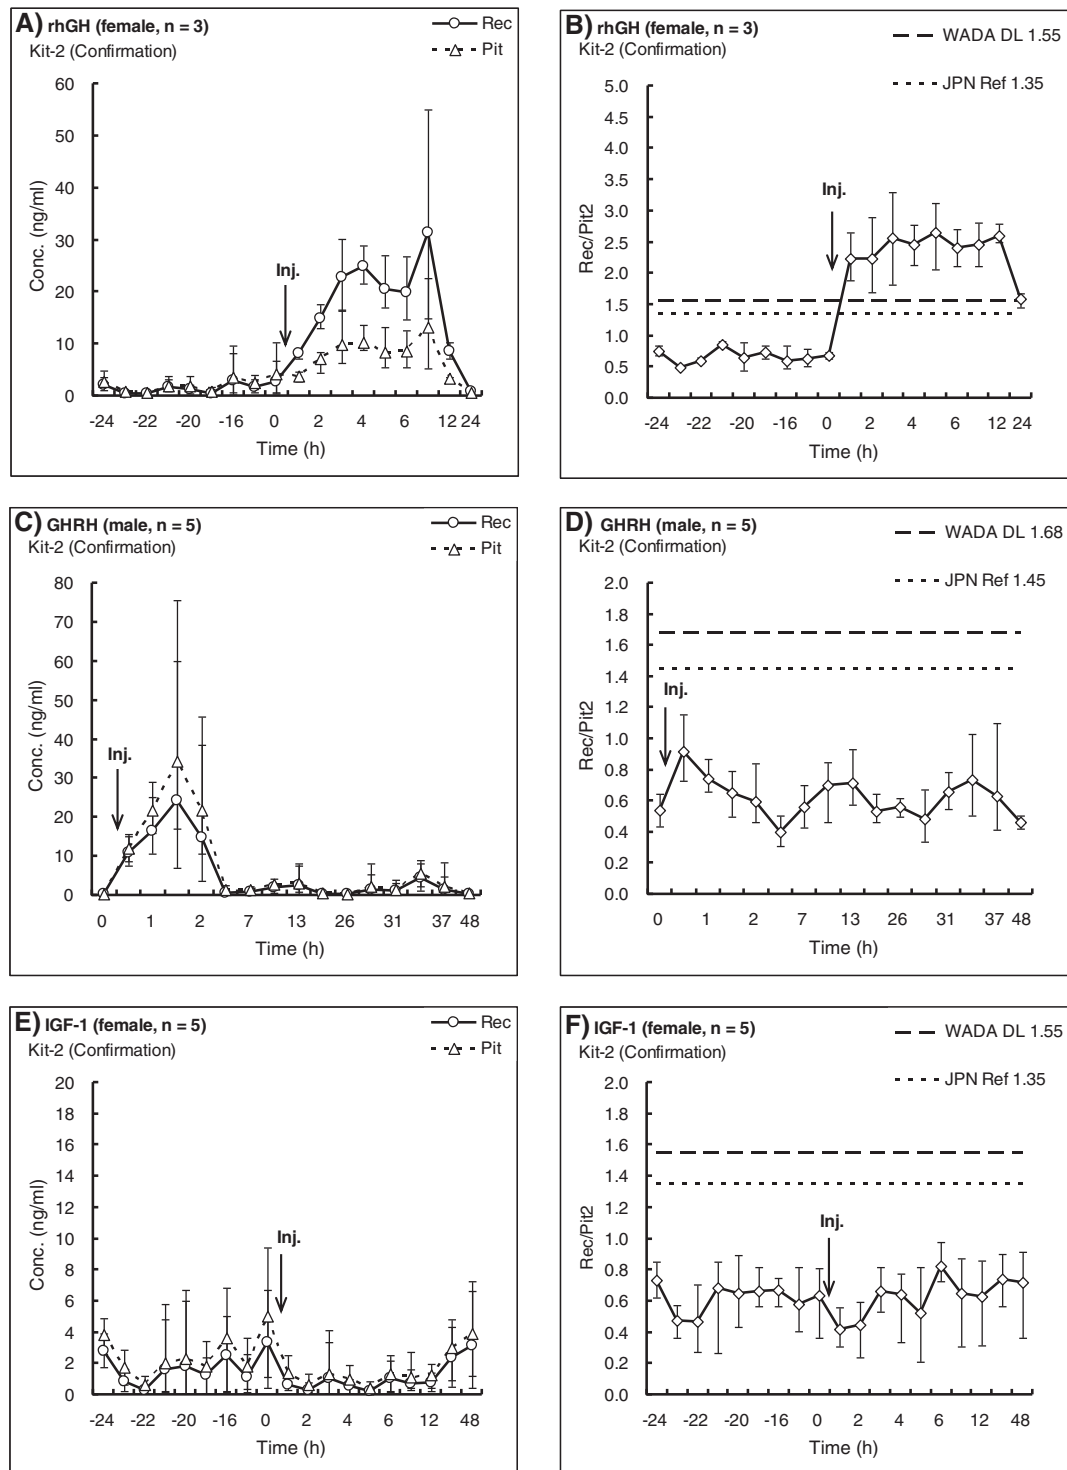 A) rhGH (female, n = 3)
Kit-2 (Confirmation)
Rec
Pit
60
50
40
30
20
10
0
Conc. (ng/ml)
Inj.
-24 -22 -20 -16 0 2 4 6 12 24
Time (h)
B) rhGH (female, n = 3)
Kit-2 (Confirmation)
WADA DL 1.55
JPN Ref 1.35
5.0
4.5
4.0
3.5
3.0
2.5
2.0
1.5
1.0
0.5
0.0
Rec/Pit2
Inj.
-24 -22 -20 -16 0 2 4 6 12 24
Time (h)
C) GHRH (male, n = 5)
Kit-2 (Confirmation)
Rec
Pit
80
70
60
50
40
30
20
10
0
Conc. (ng/ml)
Inj.
0 1 2 7 13 26 31 37 48
Time (h)
D) GHRH (male, n = 5)
Kit-2 (Confirmation)
WADA DL 1.68
JPN Ref 1.45
2.0
1.8
1.6
1.4
1.2
1.0
0.8
0.6
0.4
0.2
0.0
Rec/Pit2
Inj.
0 1 2 7 13 26 31 37 48
Time (h)
E) IGF-1 (female, n = 5)
Kit-2 (Confirmation)
Rec
Pit
20
18
16
14
12
10
8
6
4
2
0
Conc. (ng/ml)
Inj.
-24 -22 -20 -16 0 2 4 6 12 48
Time (h)
F) IGF-1 (female, n = 5)
Kit-2 (Confirmation)
WADA DL 1.55
JPN Ref 1.35
2.0
1.8
1.6
1.4
1.2
1.0
0.8
0.6
0.4
0.2
0.0
Rec/Pit2
Inj.
-24 -22 -20 -16 0 2 4 6 12 48
Time (h)